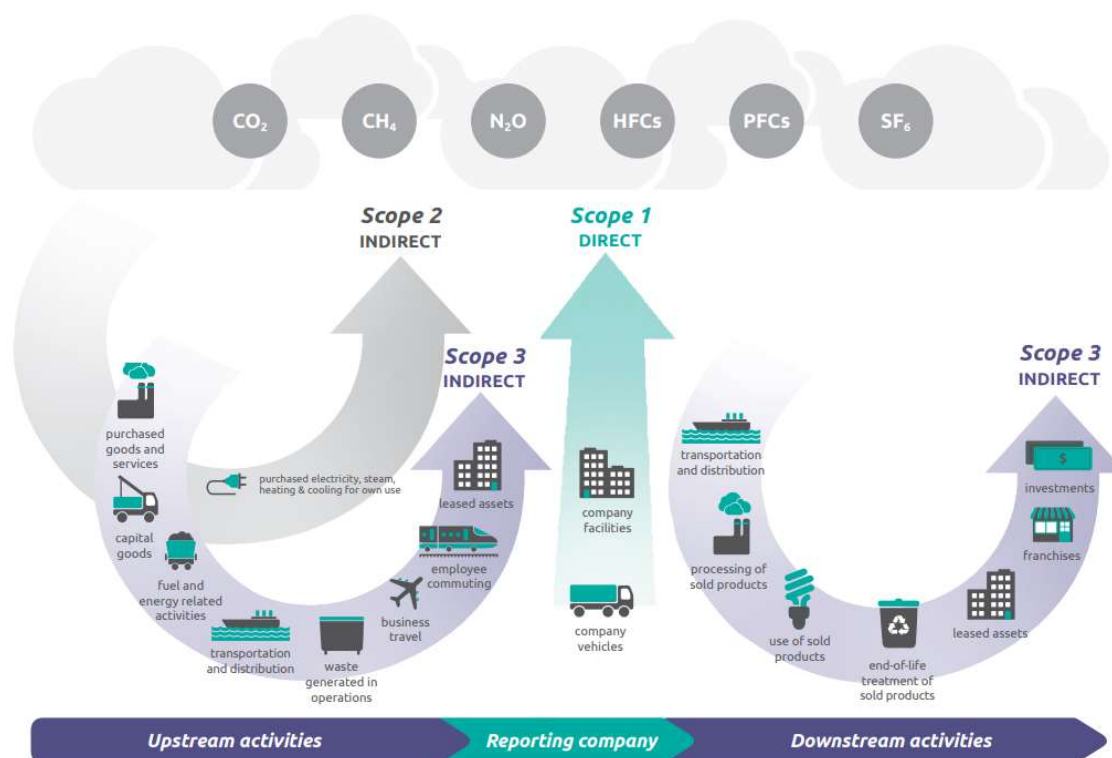 CO₂
CH₄
N₂O
HFCs
PFCs
SF₆
Scope 2
INDIRECT
Scope 1
DIRECT
Scope 3
INDIRECT
Scope 3
INDIRECT
purchased
goods and
services
capital
goods
fuel and
energy related
activities
purchased electricity, steam,
heating & cooling for own use
transportation
and distribution
waste
generated in
operations
business
travel
employee
commuting
leased assets
company
facilities
company
vehicles
transportation
and distribution
processing of
sold products
use of sold
products
end-of-life
treatment of
sold products
leased assets
franchises
$
investments
Upstream activities
Reporting company
Downstream activities